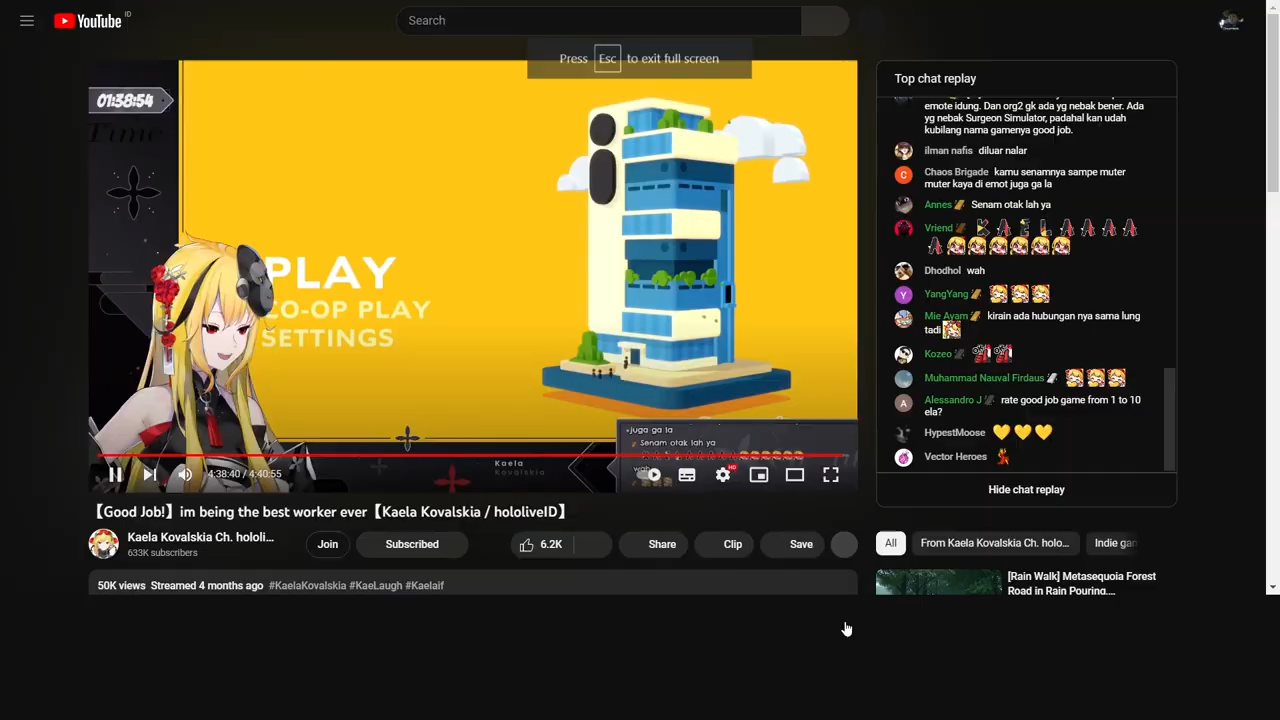 YouTube ID
Search
Press Esc to exit full screen
01:38:54
Time
PLAY
CO-OP PLAY
SETTINGS
juga ga la
Senam otak lah ya
wah
Kaela
Kovalskia
4:38:40 / 4:40:55
HD
【Good Job!】im being the best worker ever【Kaela Kovalskia / hololiveID】
Kaela Kovalskia Ch. hololi...
633K subscribers
Join
Subscribed
6.2K
Share
Clip
Save
50K views Streamed 4 months ago #KaelaKovalskia #KaeLaugh #Kaelaif
Top chat replay
emote idung. Dan org2 gk ada yg nebak bener. Ada
yg nebak Surgeon Simulator, padahal kan udah
kubilang nama gamenya good job.
ilman nafis diluar nalar
Chaos Brigade kamu senamnya sampe muter
muter kaya di emot juga ga la
Annes Senam otak lah ya
Vriend K A E L A A A A
A
Dhodhol wah
YangYang
Mie Ayam kirain ada hubungan nya sama lung
tadi
Kozeo
Muhammad Nauval Firdaus
Alessandro J rate good job game from 1 to 10
ela?
HypestMoose 💛💛💛
Vector Heroes 💃
Hide chat replay
All
From Kaela Kovalskia Ch. holo...
Indie gan
[Rain Walk] Metasequoia Forest
Road in Rain Pouring....